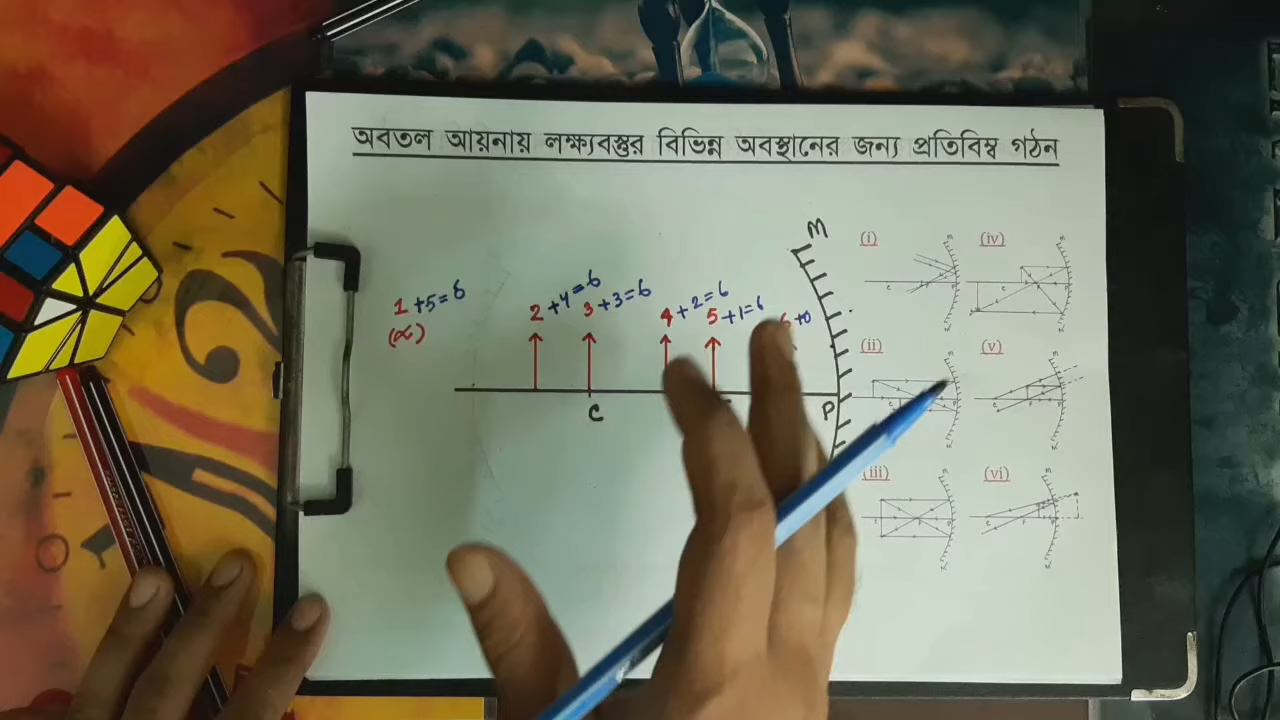 অবতল আয়নায় লক্ষ্যবস্তুর বিভিন্ন অবস্থানের জন্য প্রতিবিম্ব গঠন
M
1 +5=6
(∝)
2 +4=6
3 +3=6
4 +2=6
5 +1=6
+0
C
P
(i)
(iv)
(ii)
(v)
(iii)
(vi)